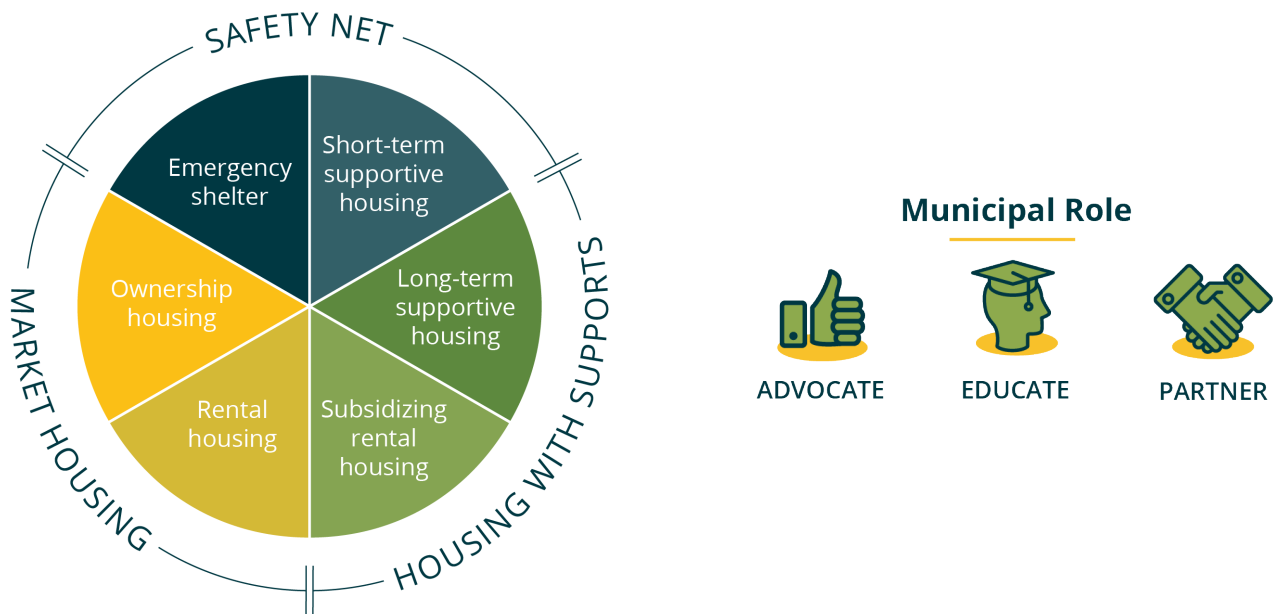 SAFETY NET
Emergency
shelter
Short-term
supportive
housing
Ownership
housing
Long-term
supportive
housing
Rental
housing
Subsidizing
rental
housing
MARKET HOUSING
HOUSING WITH SUPPORTS
Municipal Role
ADVOCATE
EDUCATE
PARTNER